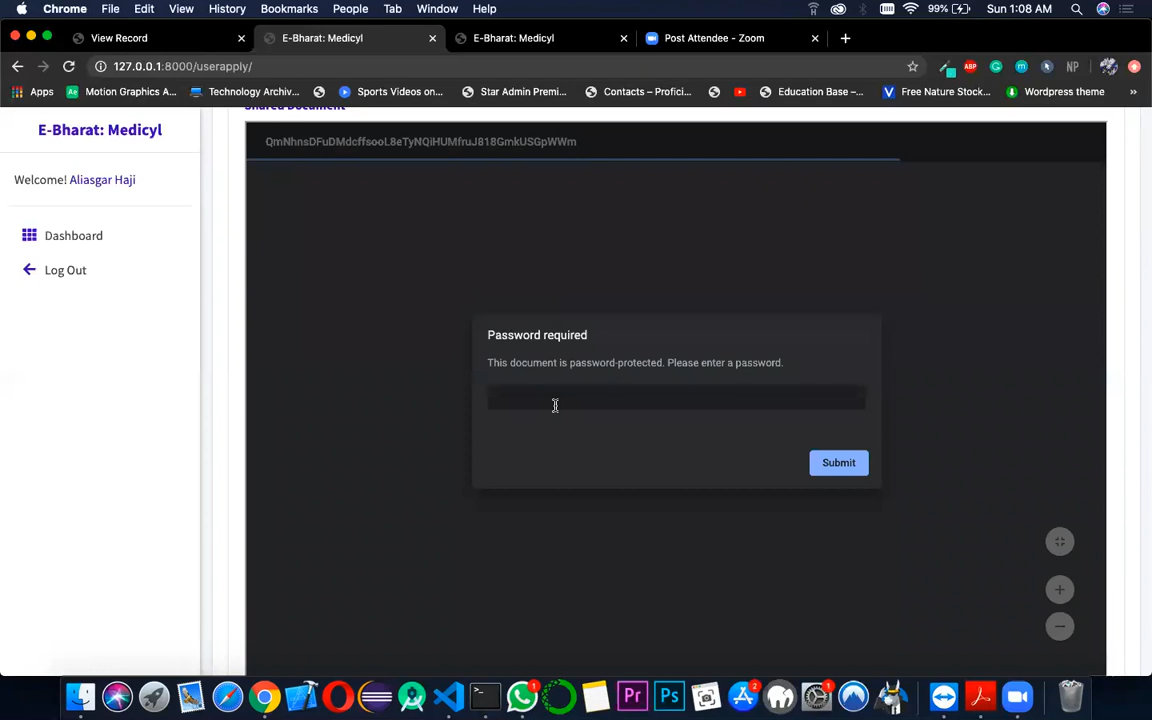 Chrome File Edit View History Bookmarks People Tab Window Help 99% Sun 1:08 AM
View Record E-Bharat: Medicyl E-Bharat: Medicyl Post Attendee - Zoom
127.0.0.1:8000/userapply/ ABP NP
Apps Motion Graphics A... Technology Archiv... Sports Videos on... Star Admin Premi... Contacts – Profici... Education Base –... Free Nature Stock... Wordpress theme »
Shared Document
E-Bharat: Medicyl
QmNhnsDFuDMdcffsooL8eTyNQiHUMfruJ818GmkUSGpWWm
Welcome! Aliasgar Haji
Dashboard
Log Out
Password required
This document is password-protected. Please enter a password.
Submit